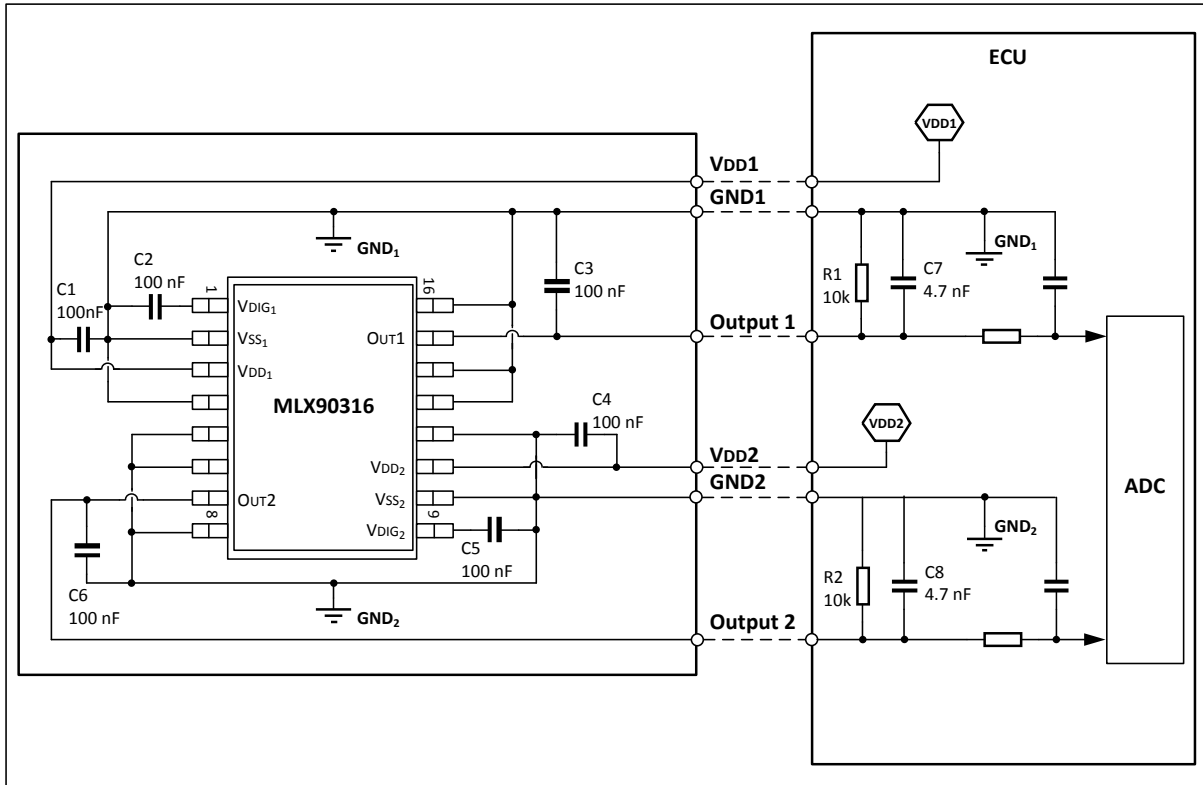 ECU
VDD1
VDD1
GND1
GND₁
C2
100 nF
C1
100nF
C3
100 nF
GND₁
R1
10k
C7
4.7 nF
1
16
VDIG₁
VSS₁
OUT1
Output 1
VDD₁
MLX90316
C4
100 nF
VDD2
VDD₂
VDD2
GND2
OUT2
VSS₂
ADC
8
9
VDIG₂
C5
100 nF
GND₂
R2
10k
C8
4.7 nF
C6
100 nF
GND₂
Output 2